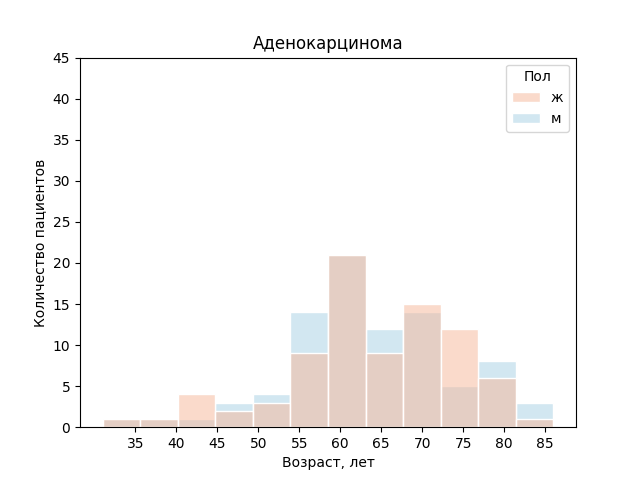 Аденокарцинома
Количество пациентов
45
40
35
30
25
20
15
10
5
0
Пол
ж
м
35 40 45 50 55 60 65 70 75 80 85
Возраст, лет